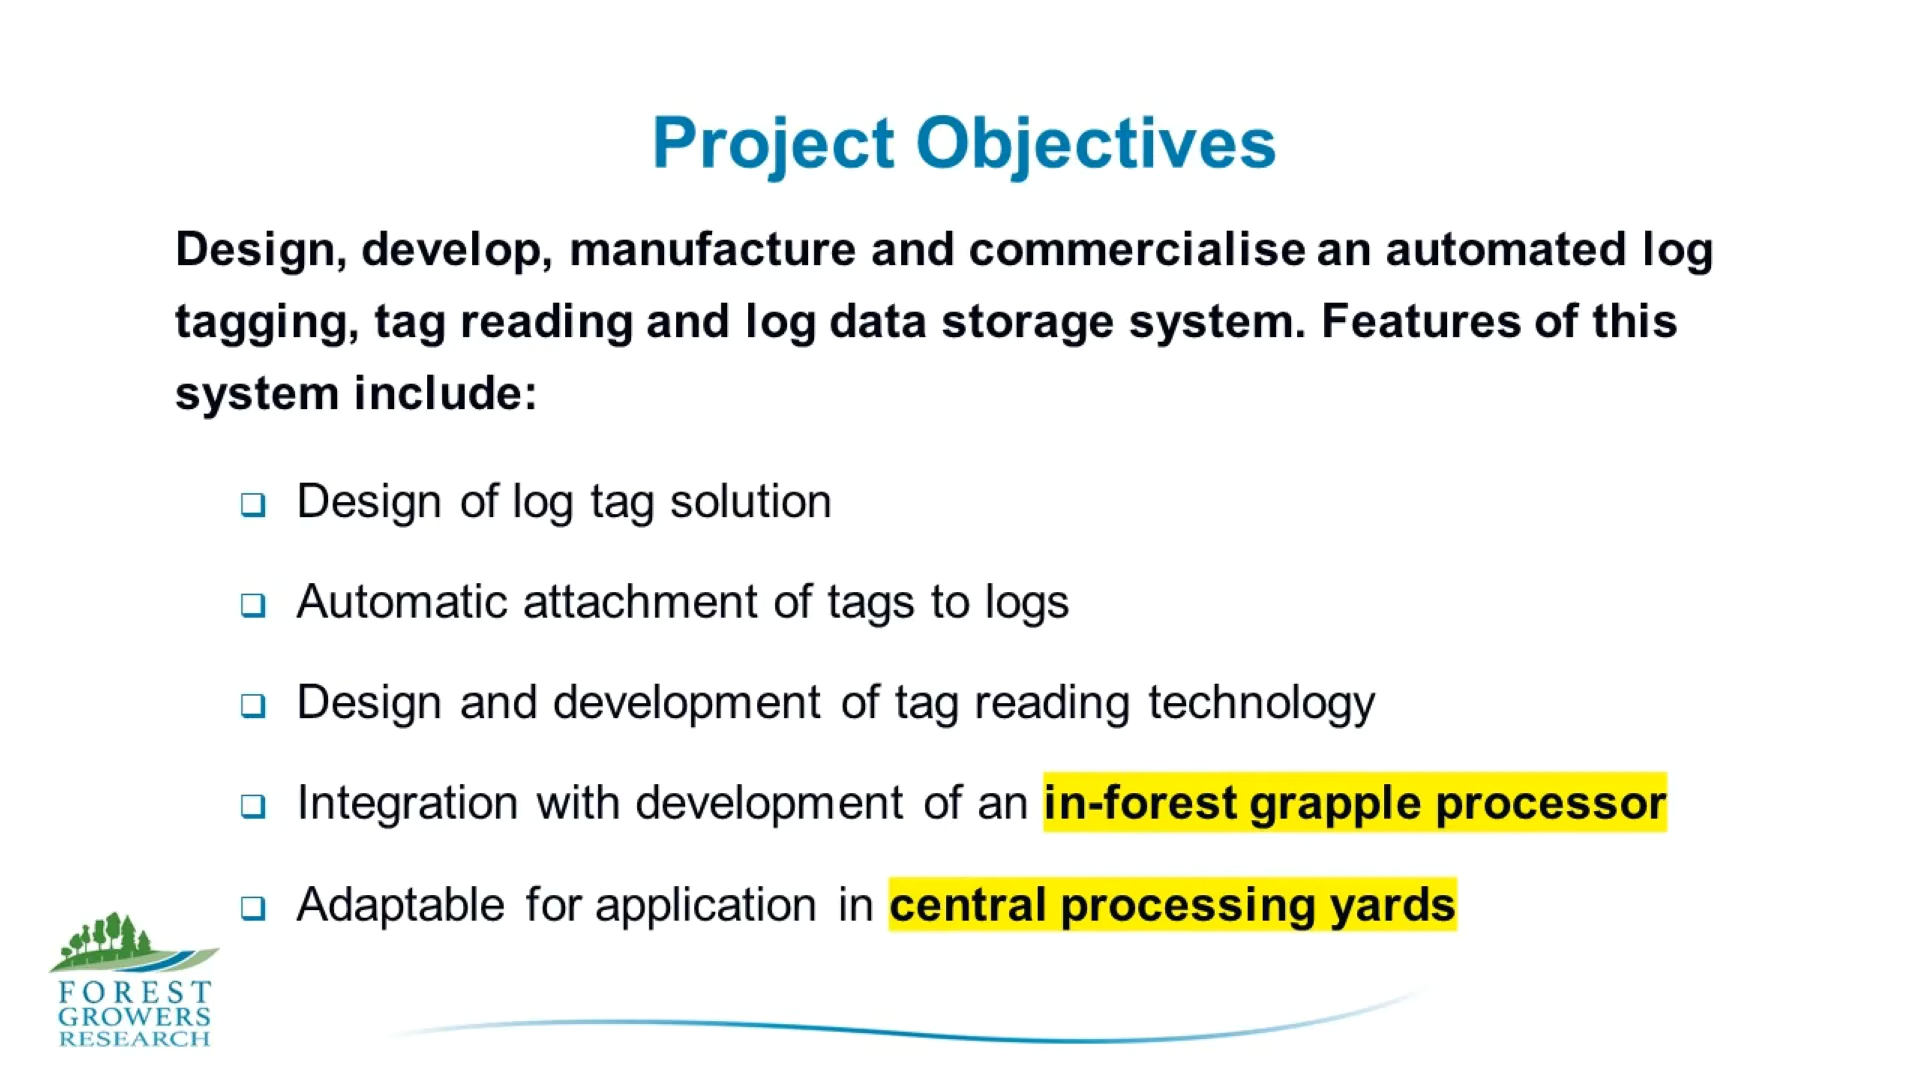 Project Objectives
Design, develop, manufacture and commercialise an automated log
tagging, tag reading and log data storage system. Features of this
system include:
Design of log tag solution
Automatic attachment of tags to logs
Design and development of tag reading technology
Integration with development of an in-forest grapple processor
Adaptable for application in central processing yards
FOREST
GROWERS
RESEARCH